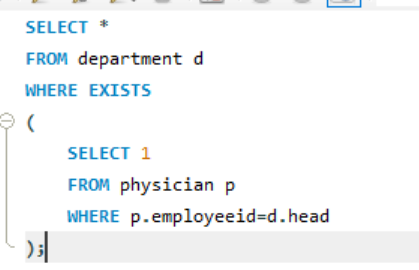 SELECT *
FROM department d
WHERE EXISTS
(
SELECT 1
FROM physician p
WHERE p.employeeid=d.head
);